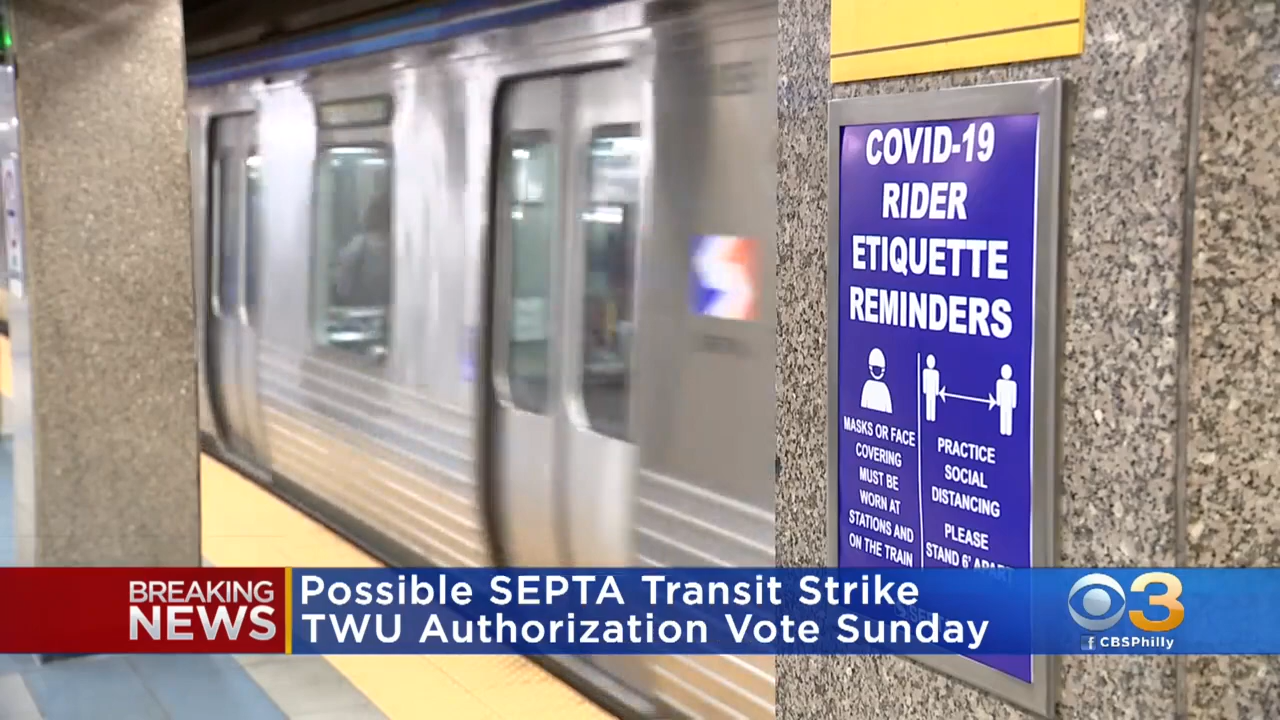 COVID-19
RIDER
ETIQUETTE
REMINDERS
MASKS OR FACE
COVERING
MUST BE
WORN AT
STATIONS AND
ON THE TRAIN
PRACTICE
SOCIAL
DISTANCING
PLEASE
STAND 6' APART
BREAKING
NEWS
Possible SEPTA Transit Strike
TWU Authorization Vote Sunday
3
CBSPhilly